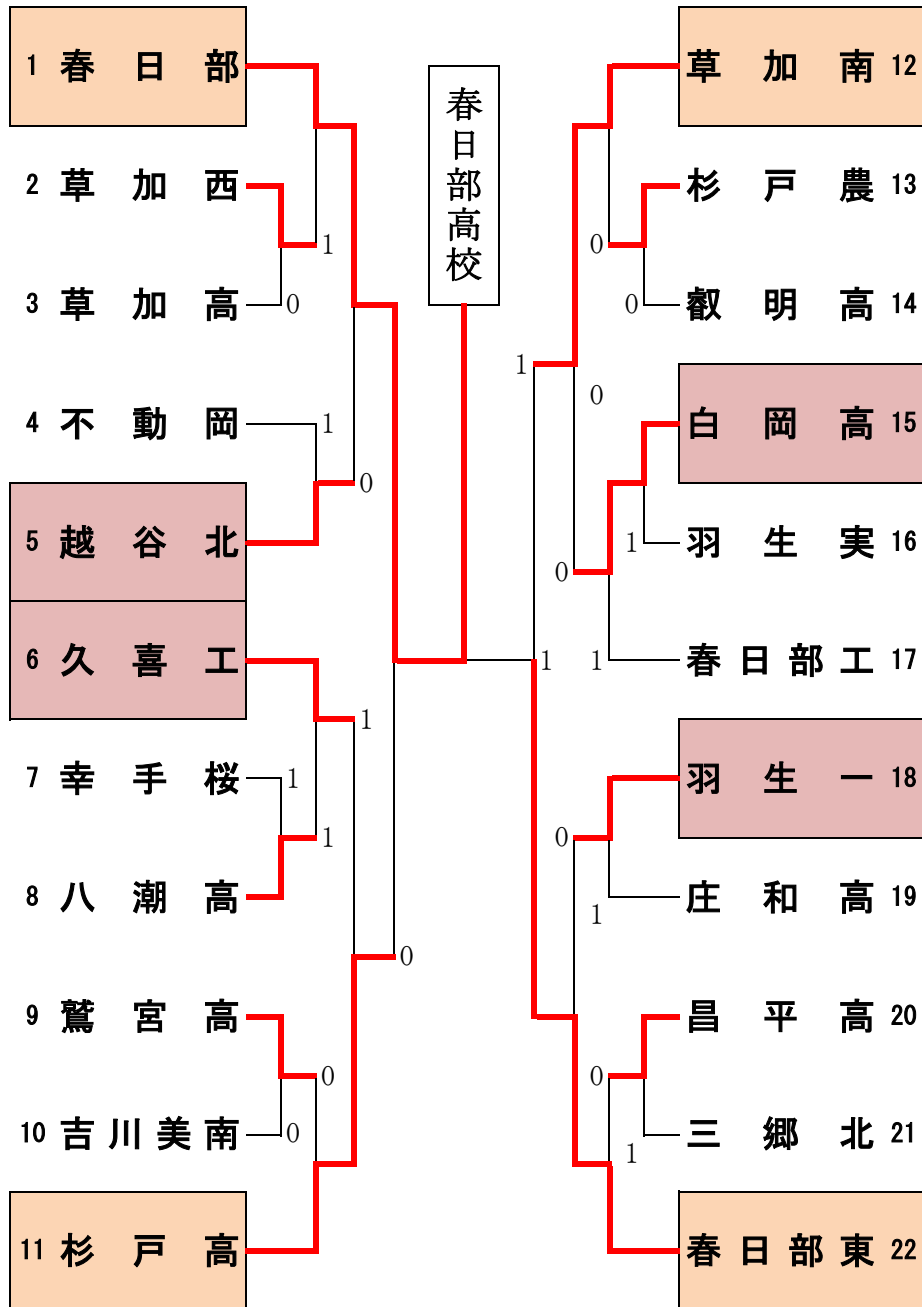 1 春日部
2 草加西
1
3 草加高
0
4 不動岡
1
0
5 越谷北
6 久喜工
1
7 幸手桜
1
1
8 八潮高
0
9 鷲宮高
0
10 吉川美南
0
11 杉戸高
春日部高校
草加南 12
杉戸農 13
0
叡明高 14
0
1
0
白岡高 15
羽生実 16
1
0
春日部工 17
1
1
羽生一 18
0
庄和高 19
1
昌平高 20
0
三郷北 21
1
春日部東 22